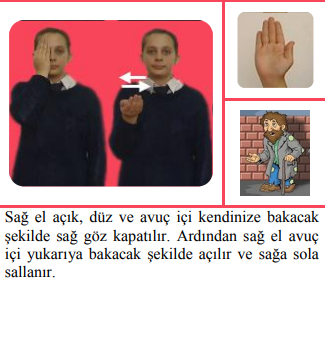 Sağ el açık, düz ve avuç içi kendinize bakacak
şekilde sağ göz kapatılır. Ardından sağ el avuç
içi yukarıya bakacak şekilde açılır ve sağa sola
sallanır.